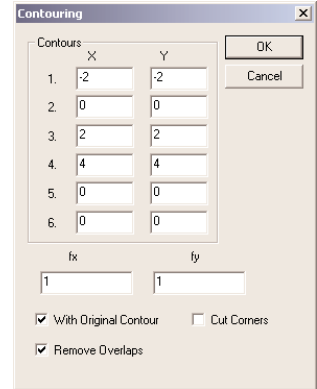 Contouring
Contours
X Y
1. -2 -2
2. 0 0
3. 2 2
4. 4 4
5. 0 0
6. 0 0
OK
Cancel
fx fy
1 1
With Original Contour Cut Corners
Remove Overlaps